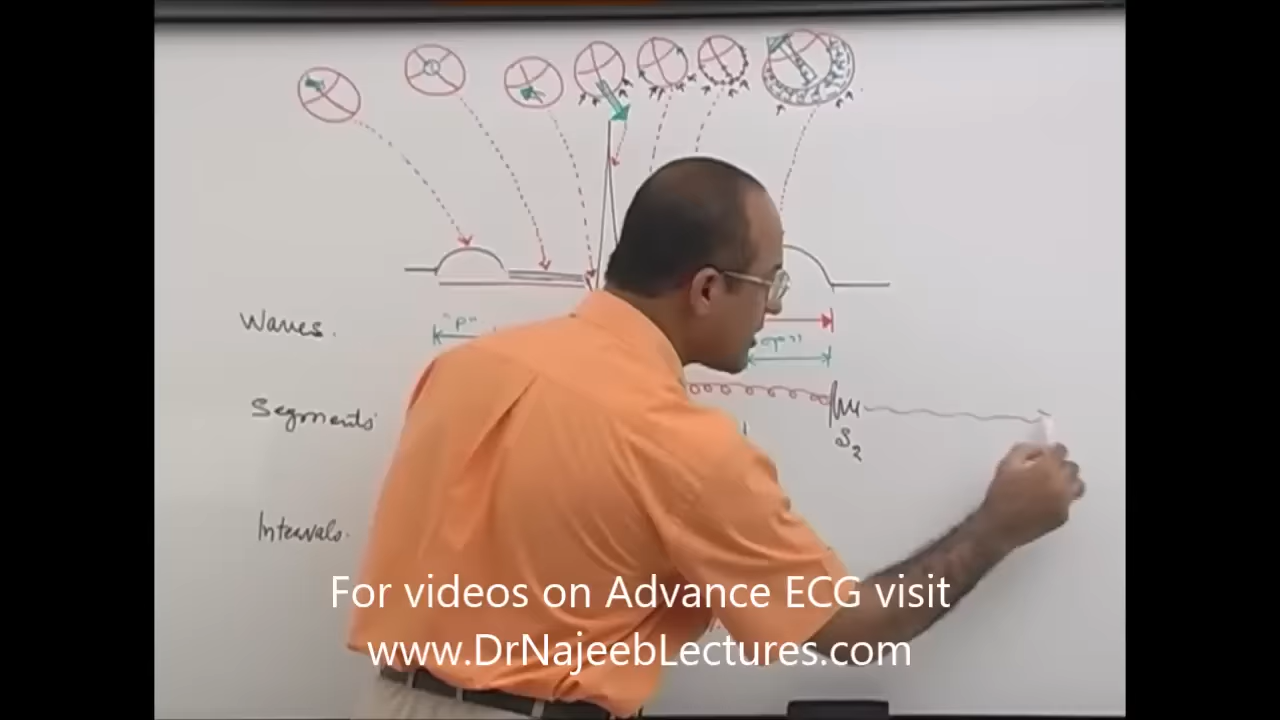 Waves.
"P"
"T"
Segments
S2
Intervals.
For videos on Advance ECG visit
www.DrNajeebLectures.com